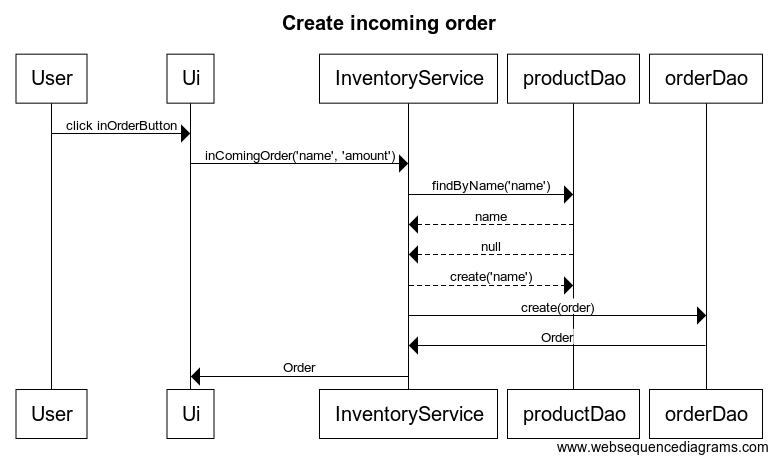 Create incoming order
User Ui InventoryService productDao orderDao
click inOrderButton
inComingOrder('name', 'amount')
findByName('name')
name
null
create('name')
create(order)
Order
Order
User Ui InventoryService productDao orderDao
www.websequencediagrams.com